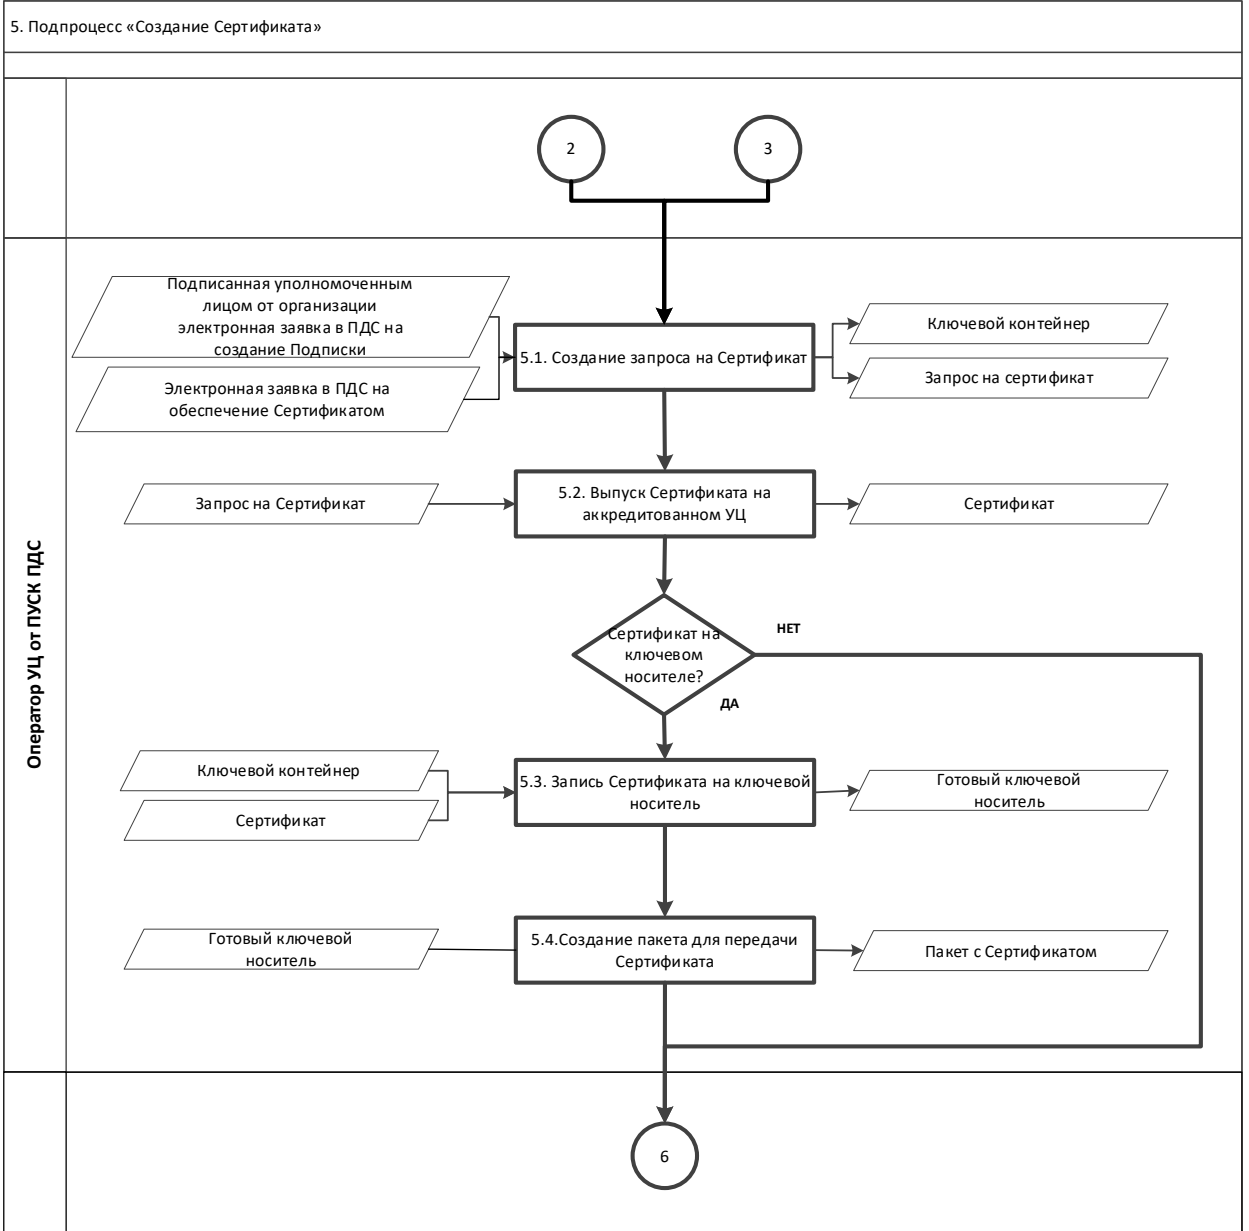 5. Подпроцесс «Создание Сертификата»
2
3
Оператор УЦ от ПУСК ПДС
Подписанная уполномоченным
лицом от организации
электронная заявка в ПДС на
создание Подписки
Электронная заявка в ПДС на
обеспечение Сертификатом
5.1. Создание запроса на Сертификат
Ключевой контейнер
Запрос на сертификат
Запрос на Сертификат
5.2. Выпуск Сертификата на
аккредитованном УЦ
Сертификат
Сертификат на
ключевом
носителе?
НЕТ
ДА
Ключевой контейнер
Сертификат
5.3. Запись Сертификата на ключевой
носитель
Готовый ключевой
носитель
Готовый ключевой
носитель
5.4.Создание пакета для передачи
Сертификата
Пакет с Сертификатом
6